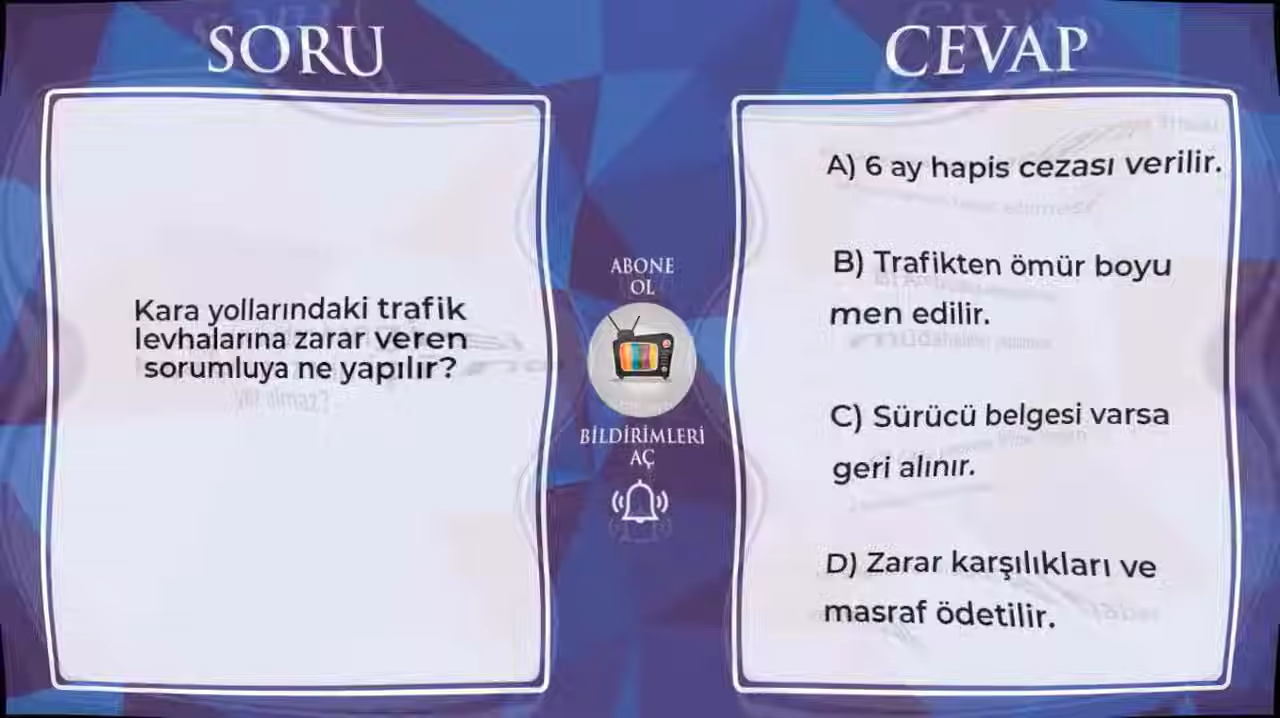 SORU
Kara yollarındaki trafik
levhalarına zarar veren
sorumluya ne yapılır?
ABONE
OL
BİLDİRİMLERİ
AÇ
CEVAP
A) 6 ay hapis cezası verilir.
B) Trafikten ömür boyu
men edilir.
C) Sürücü belgesi varsa
geri alınır.
D) Zarar karşılıkları ve
masraf ödetilir.